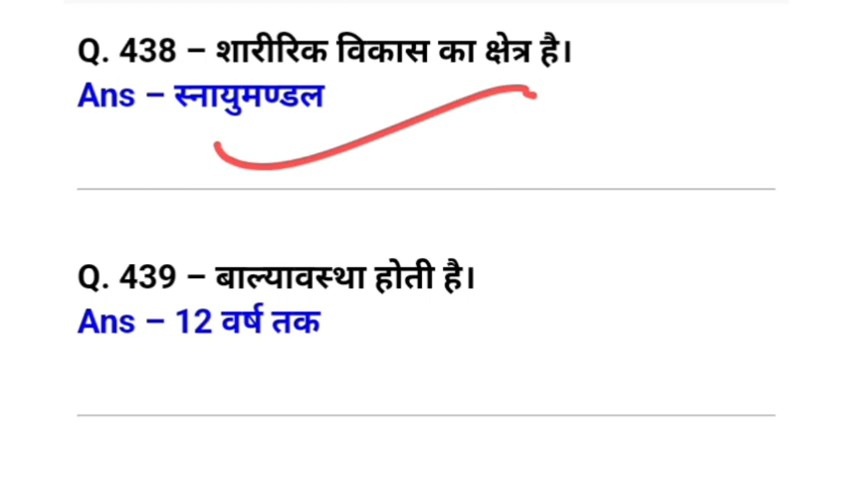 Q. 438 – शारीरिक विकास का क्षेत्र है।
Ans – स्नायुमण्डल
Q. 439 – बाल्यावस्था होती है।
Ans – 12 वर्ष तक